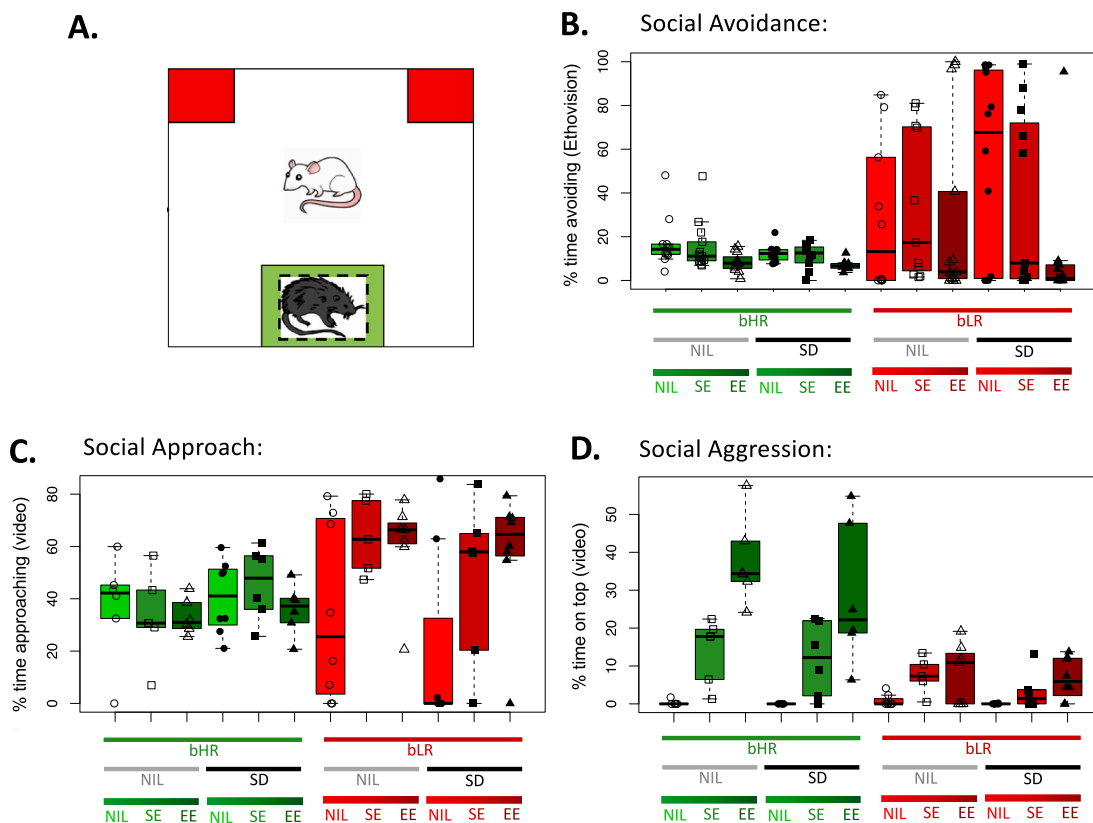 A.
B. Social Avoidance:
% time avoiding (Ethovision)
100
80
60
40
20
0
bHR bLR
NIL SD NIL SD
NIL SE EE NIL SE EE NIL SE EE NIL SE EE
C. Social Approach:
% time approaching (video)
80
60
40
20
0
bHR bLR
NIL SD NIL SD
NIL SE EE NIL SE EE NIL SE EE NIL SE EE
D. Social Aggression:
% time on top (video)
50
40
30
20
10
0
bHR bLR
NIL SD NIL SD
NIL SE EE NIL SE EE NIL SE EE NIL SE EE